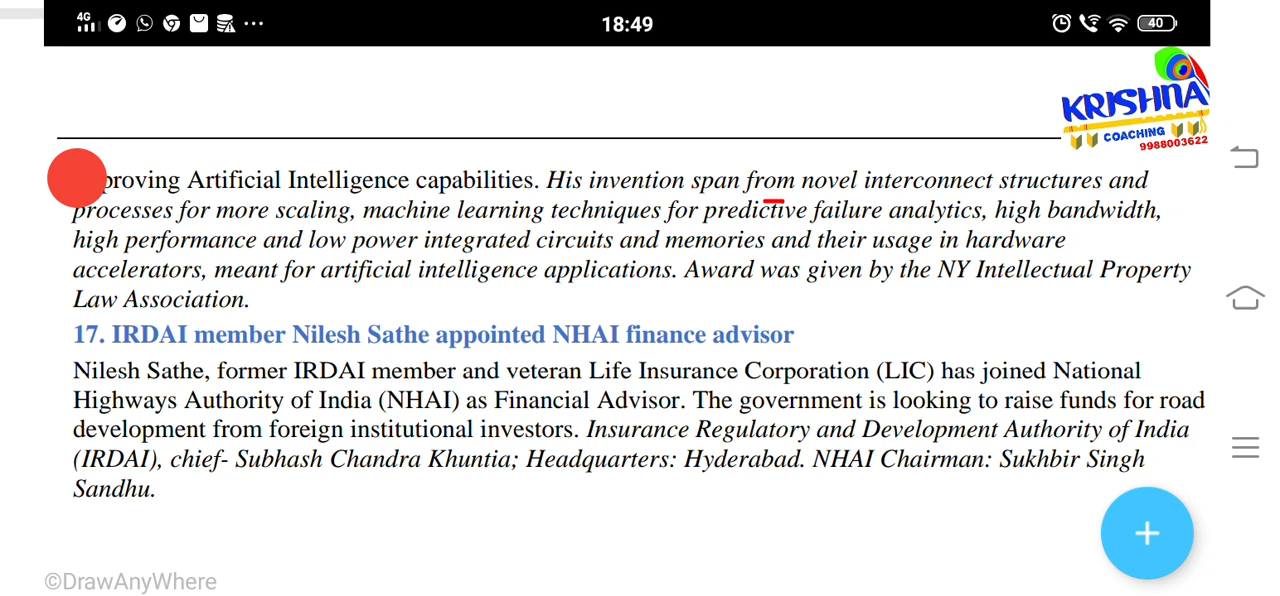 4G 18:49 40
KRISHNA
COACHING
9988003622
proving Artificial Intelligence capabilities. His invention span from novel interconnect structures and
processes for more scaling, machine learning techniques for predictive failure analytics, high bandwidth,
high performance and low power integrated circuits and memories and their usage in hardware
accelerators, meant for artificial intelligence applications. Award was given by the NY Intellectual Property
Law Association.
17. IRDAI member Nilesh Sathe appointed NHAI finance advisor
Nilesh Sathe, former IRDAI member and veteran Life Insurance Corporation (LIC) has joined National
Highways Authority of India (NHAI) as Financial Advisor. The government is looking to raise funds for road
development from foreign institutional investors. Insurance Regulatory and Development Authority of India
(IRDAI), chief- Subhash Chandra Khuntia; Headquarters: Hyderabad. NHAI Chairman: Sukhbir Singh
Sandhu.
©DrawAnyWhere